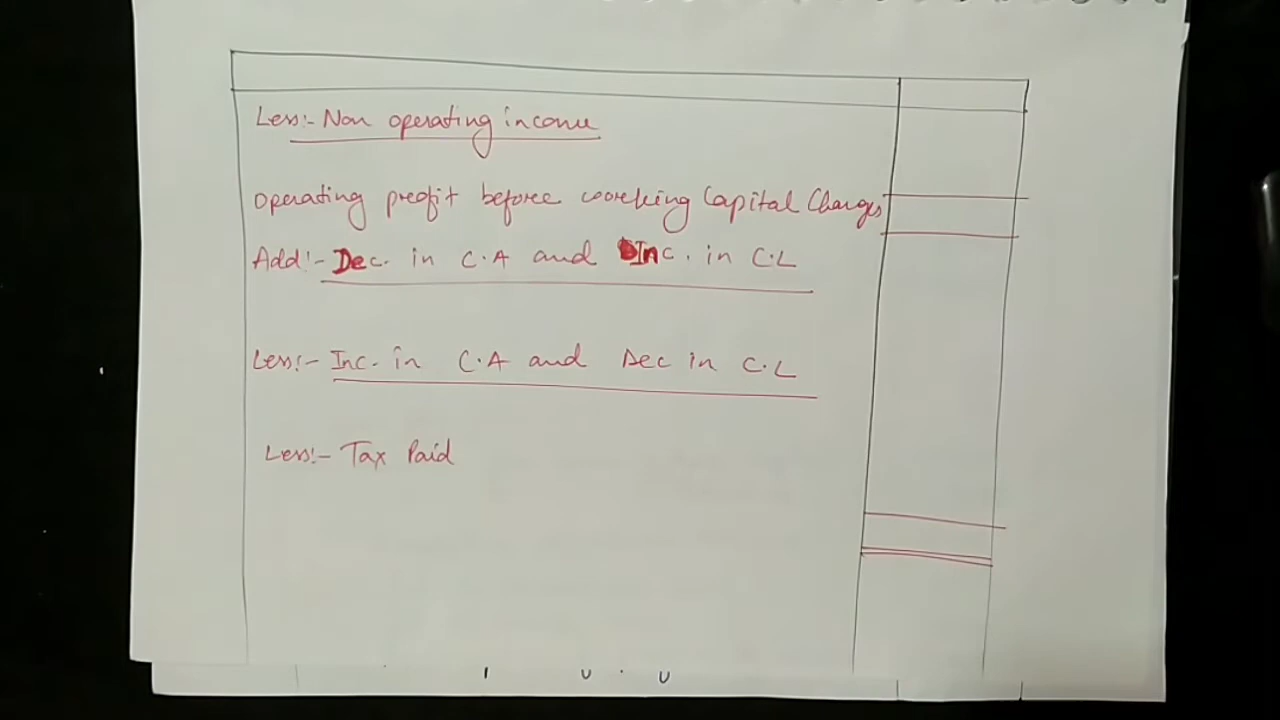 Less:- Non operating income
Operating profit before working Capital Charges
Add:- Dec. in C.A and Inc. in C.L
Less:- Inc. in C.A and Dec in C.L
Less:- Tax Paid